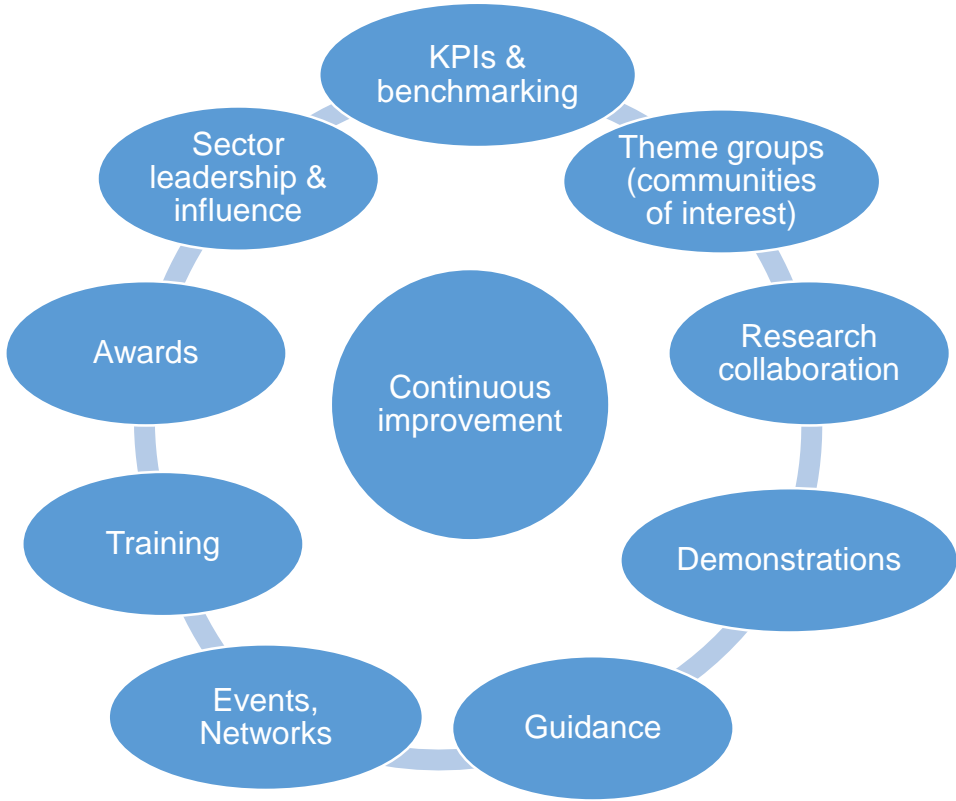 KPIs &
benchmarking
Theme groups
(communities
of interest)
Research
collaboration
Demonstrations
Guidance
Events,
Networks
Training
Awards
Sector
leadership &
influence
Continuous
improvement